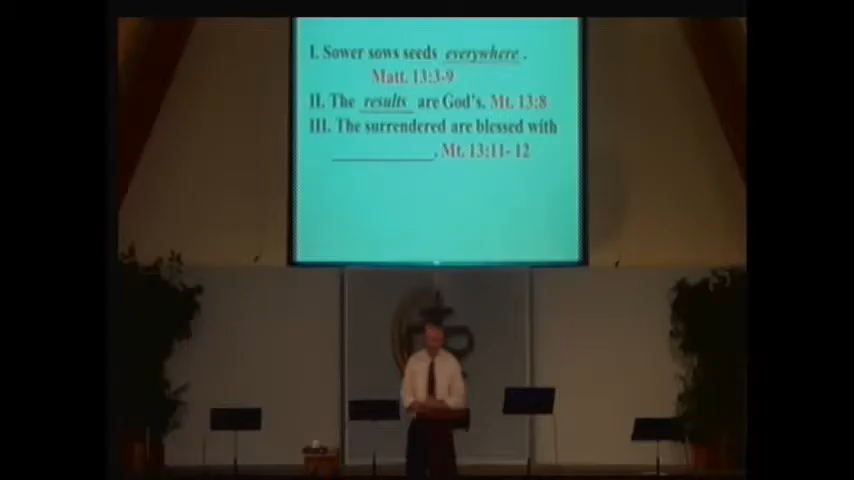 I. Sower sows seeds everywhere.
Matt. 13:3-9
II. The results are God's. Mt. 13:8
III. The surrendered are blessed with
____________. Mt. 13:11- 12